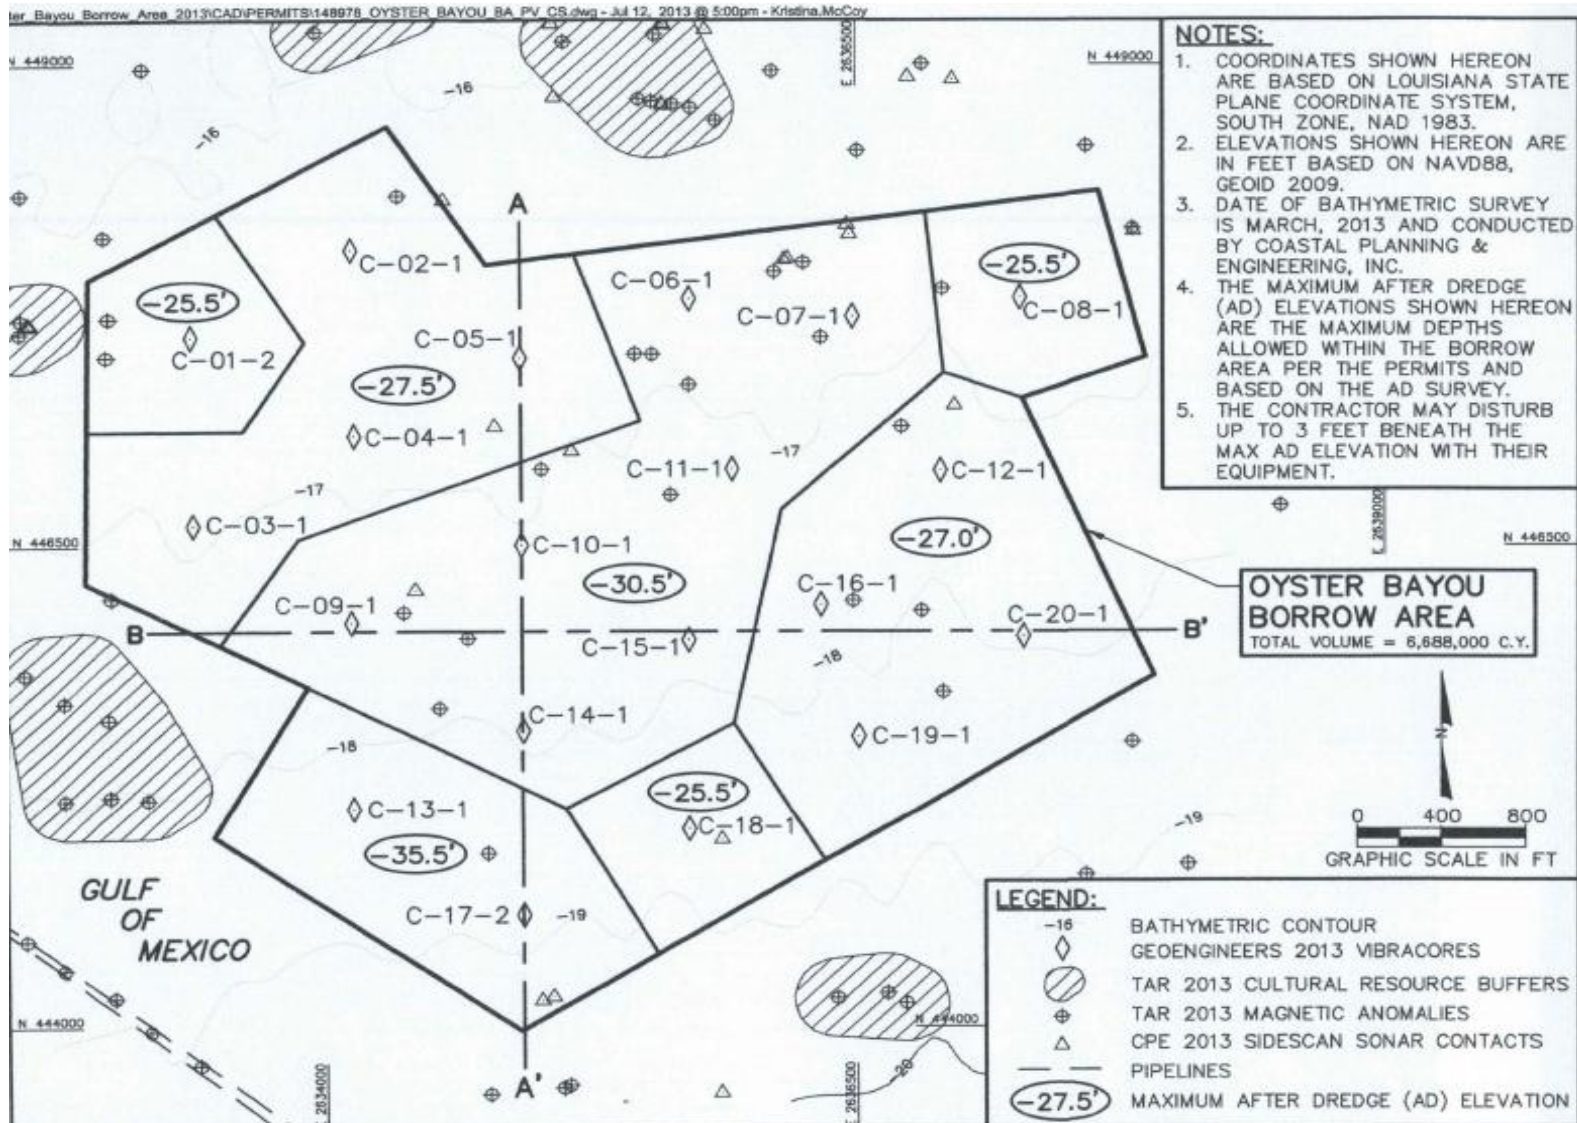 er_Bayou_Borrow_Area_2013\CAD\PERMITS\148978_OYSTER_BAYOU_BA_PV_CS.dwg - Jul 12, 2013 @ 5:00pm - Kristina.McCoy
N 449000
E 2636500
N 449000
-16
-16
A
C-02-1
-25.5'
C-01-2
C-05-1
-27.5'
C-04-1
C-06-1
C-07-1
-25.5'
C-08-1
-17
C-03-1
C-11-1
-17
C-12-1
N 446500
C-10-1
-27.0'
-30.5'
C-09-1
C-16-1
C-20-1
B
B'
C-15-1
-18
C-14-1
-18
C-19-1
C-13-1
-25.5'
C-18-1
-35.5'
C-17-2
-19
-19
GULF
OF
MEXICO
N 444000
N 444000
-20
E 2634000
E 2636500
A'
NOTES:
1. COORDINATES SHOWN HEREON
ARE BASED ON LOUISIANA STATE
PLANE COORDINATE SYSTEM,
SOUTH ZONE, NAD 1983.
2. ELEVATIONS SHOWN HEREON ARE
IN FEET BASED ON NAVD88,
GEOID 2009.
3. DATE OF BATHYMETRIC SURVEY
IS MARCH, 2013 AND CONDUCTED
BY COASTAL PLANNING &
ENGINEERING, INC.
4. THE MAXIMUM AFTER DREDGE
(AD) ELEVATIONS SHOWN HEREON
ARE THE MAXIMUM DEPTHS
ALLOWED WITHIN THE BORROW
AREA PER THE PERMITS AND
BASED ON THE AD SURVEY.
5. THE CONTRACTOR MAY DISTURB
UP TO 3 FEET BENEATH THE
MAX AD ELEVATION WITH THEIR
EQUIPMENT.
E 2639000
N 446500
OYSTER BAYOU
BORROW AREA
TOTAL VOLUME = 6,688,000 C.Y.
N
0 400 800
GRAPHIC SCALE IN FT
LEGEND:
-16 BATHYMETRIC CONTOUR
GEOENGINEERS 2013 VIBRACORES
TAR 2013 CULTURAL RESOURCE BUFFERS
TAR 2013 MAGNETIC ANOMALIES
CPE 2013 SIDESCAN SONAR CONTACTS
PIPELINES
-27.5' MAXIMUM AFTER DREDGE (AD) ELEVATION